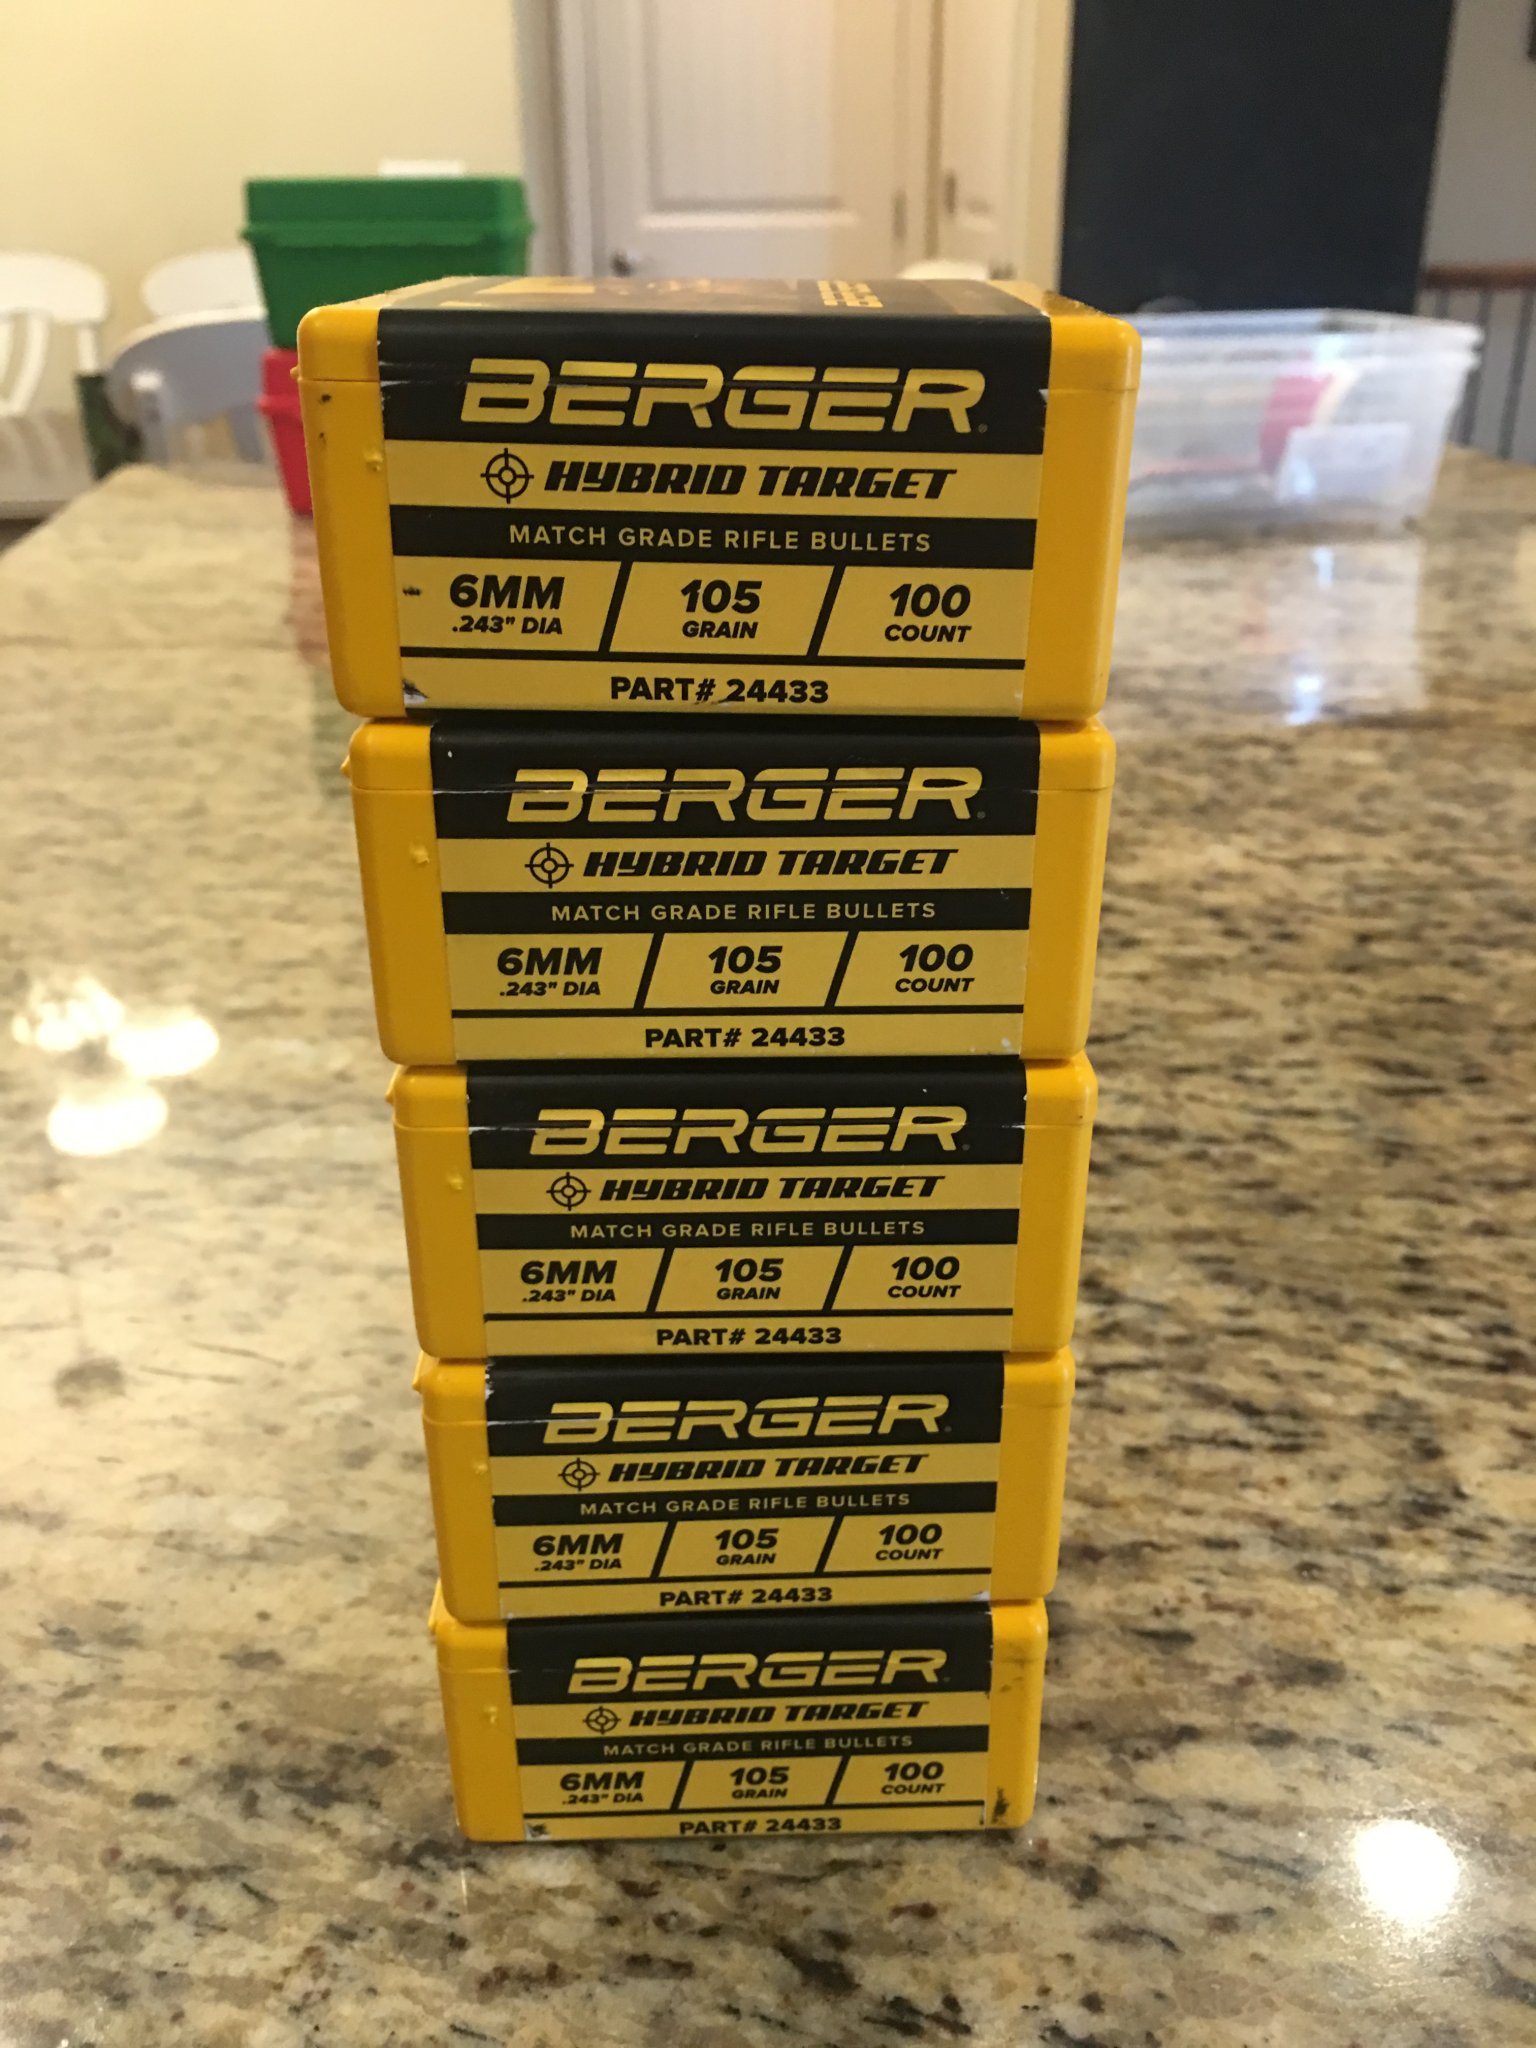 BERGER®
HYBRID TARGET
MATCH GRADE RIFLE BULLETS
6MM 105 100
.243" DIA GRAIN COUNT
PART# 24433
BERGER®
HYBRID TARGET
MATCH GRADE RIFLE BULLETS
6MM 105 100
.243" DIA GRAIN COUNT
PART# 24433
BERGER®
HYBRID TARGET
MATCH GRADE RIFLE BULLETS
6MM 105 100
.243" DIA GRAIN COUNT
PART# 24433
BERGER®
HYBRID TARGET
MATCH GRADE RIFLE BULLETS
6MM 105 100
.243" DIA GRAIN COUNT
PART# 24433
BERGER®
HYBRID TARGET
MATCH GRADE RIFLE BULLETS
6MM 105 100
.243" DIA GRAIN COUNT
PART# 24433